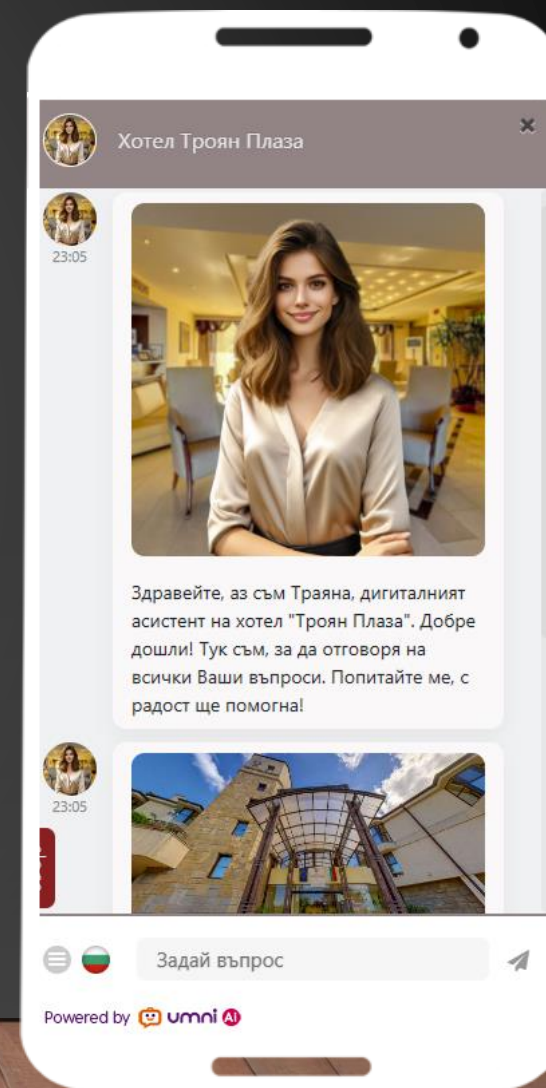 Хотел Троян Плаза
23:05
Здравейте, аз съм Траяна, дигиталният
асистент на хотел "Троян Плаза". Добре
дошли! Тук съм, за да отговоря на
всички Ваши въпроси. Попитайте ме, с
радост ще помогна!
23:05
Задай въпрос
Powered by umni AI